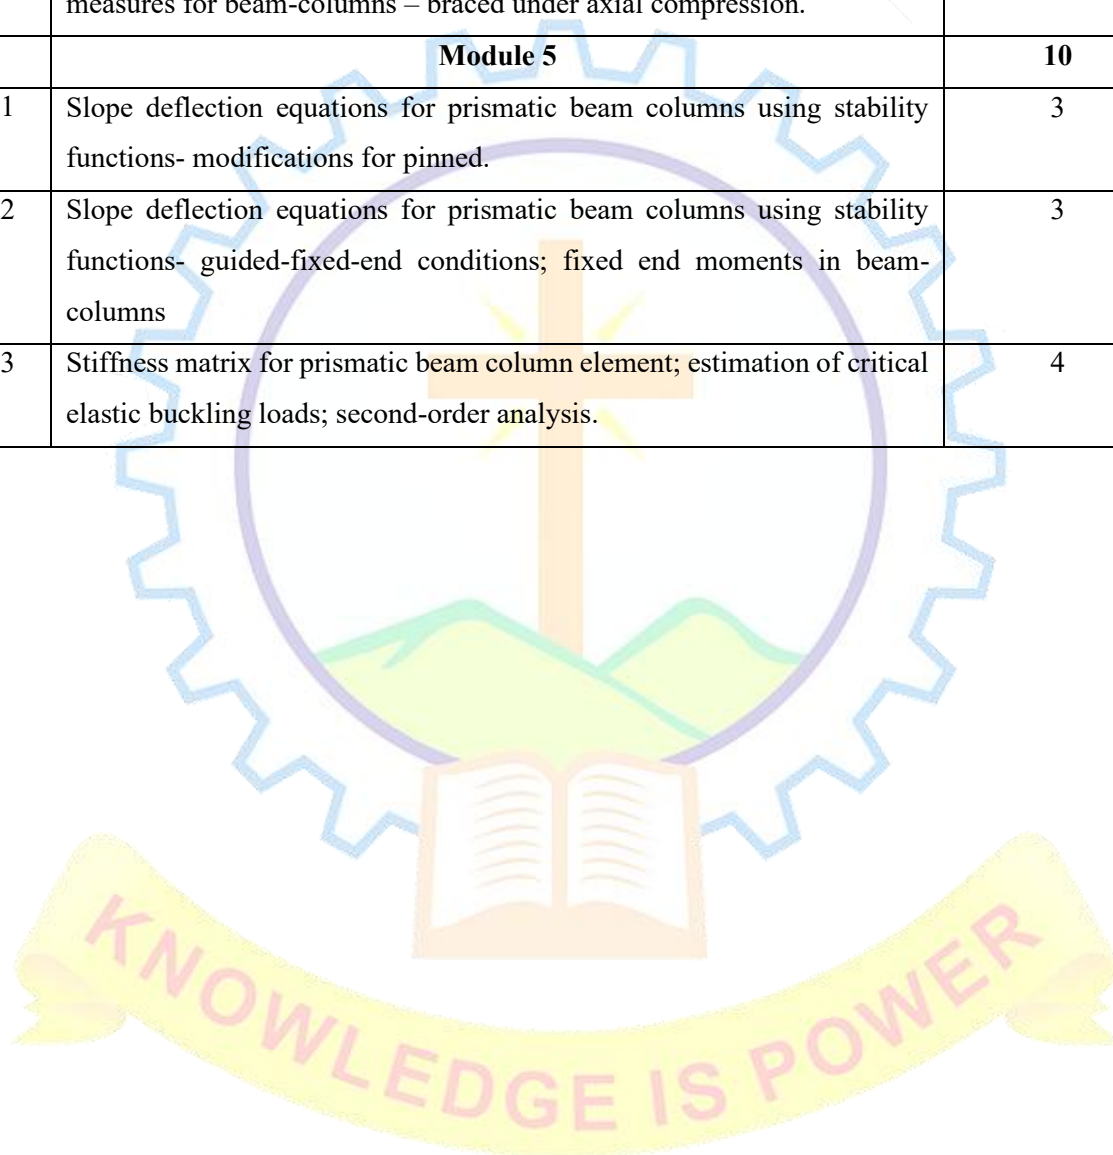 measures for beam-columns – braced under axial compression.
Module 5 10
1 Slope deflection equations for prismatic beam columns using stability 3
functions- modifications for pinned.
2 Slope deflection equations for prismatic beam columns using stability 3
functions- guided-fixed-end conditions; fixed end moments in beam-
columns
3 Stiffness matrix for prismatic beam column element; estimation of critical 4
elastic buckling loads; second-order analysis.
KNOWLEDGE IS POWER